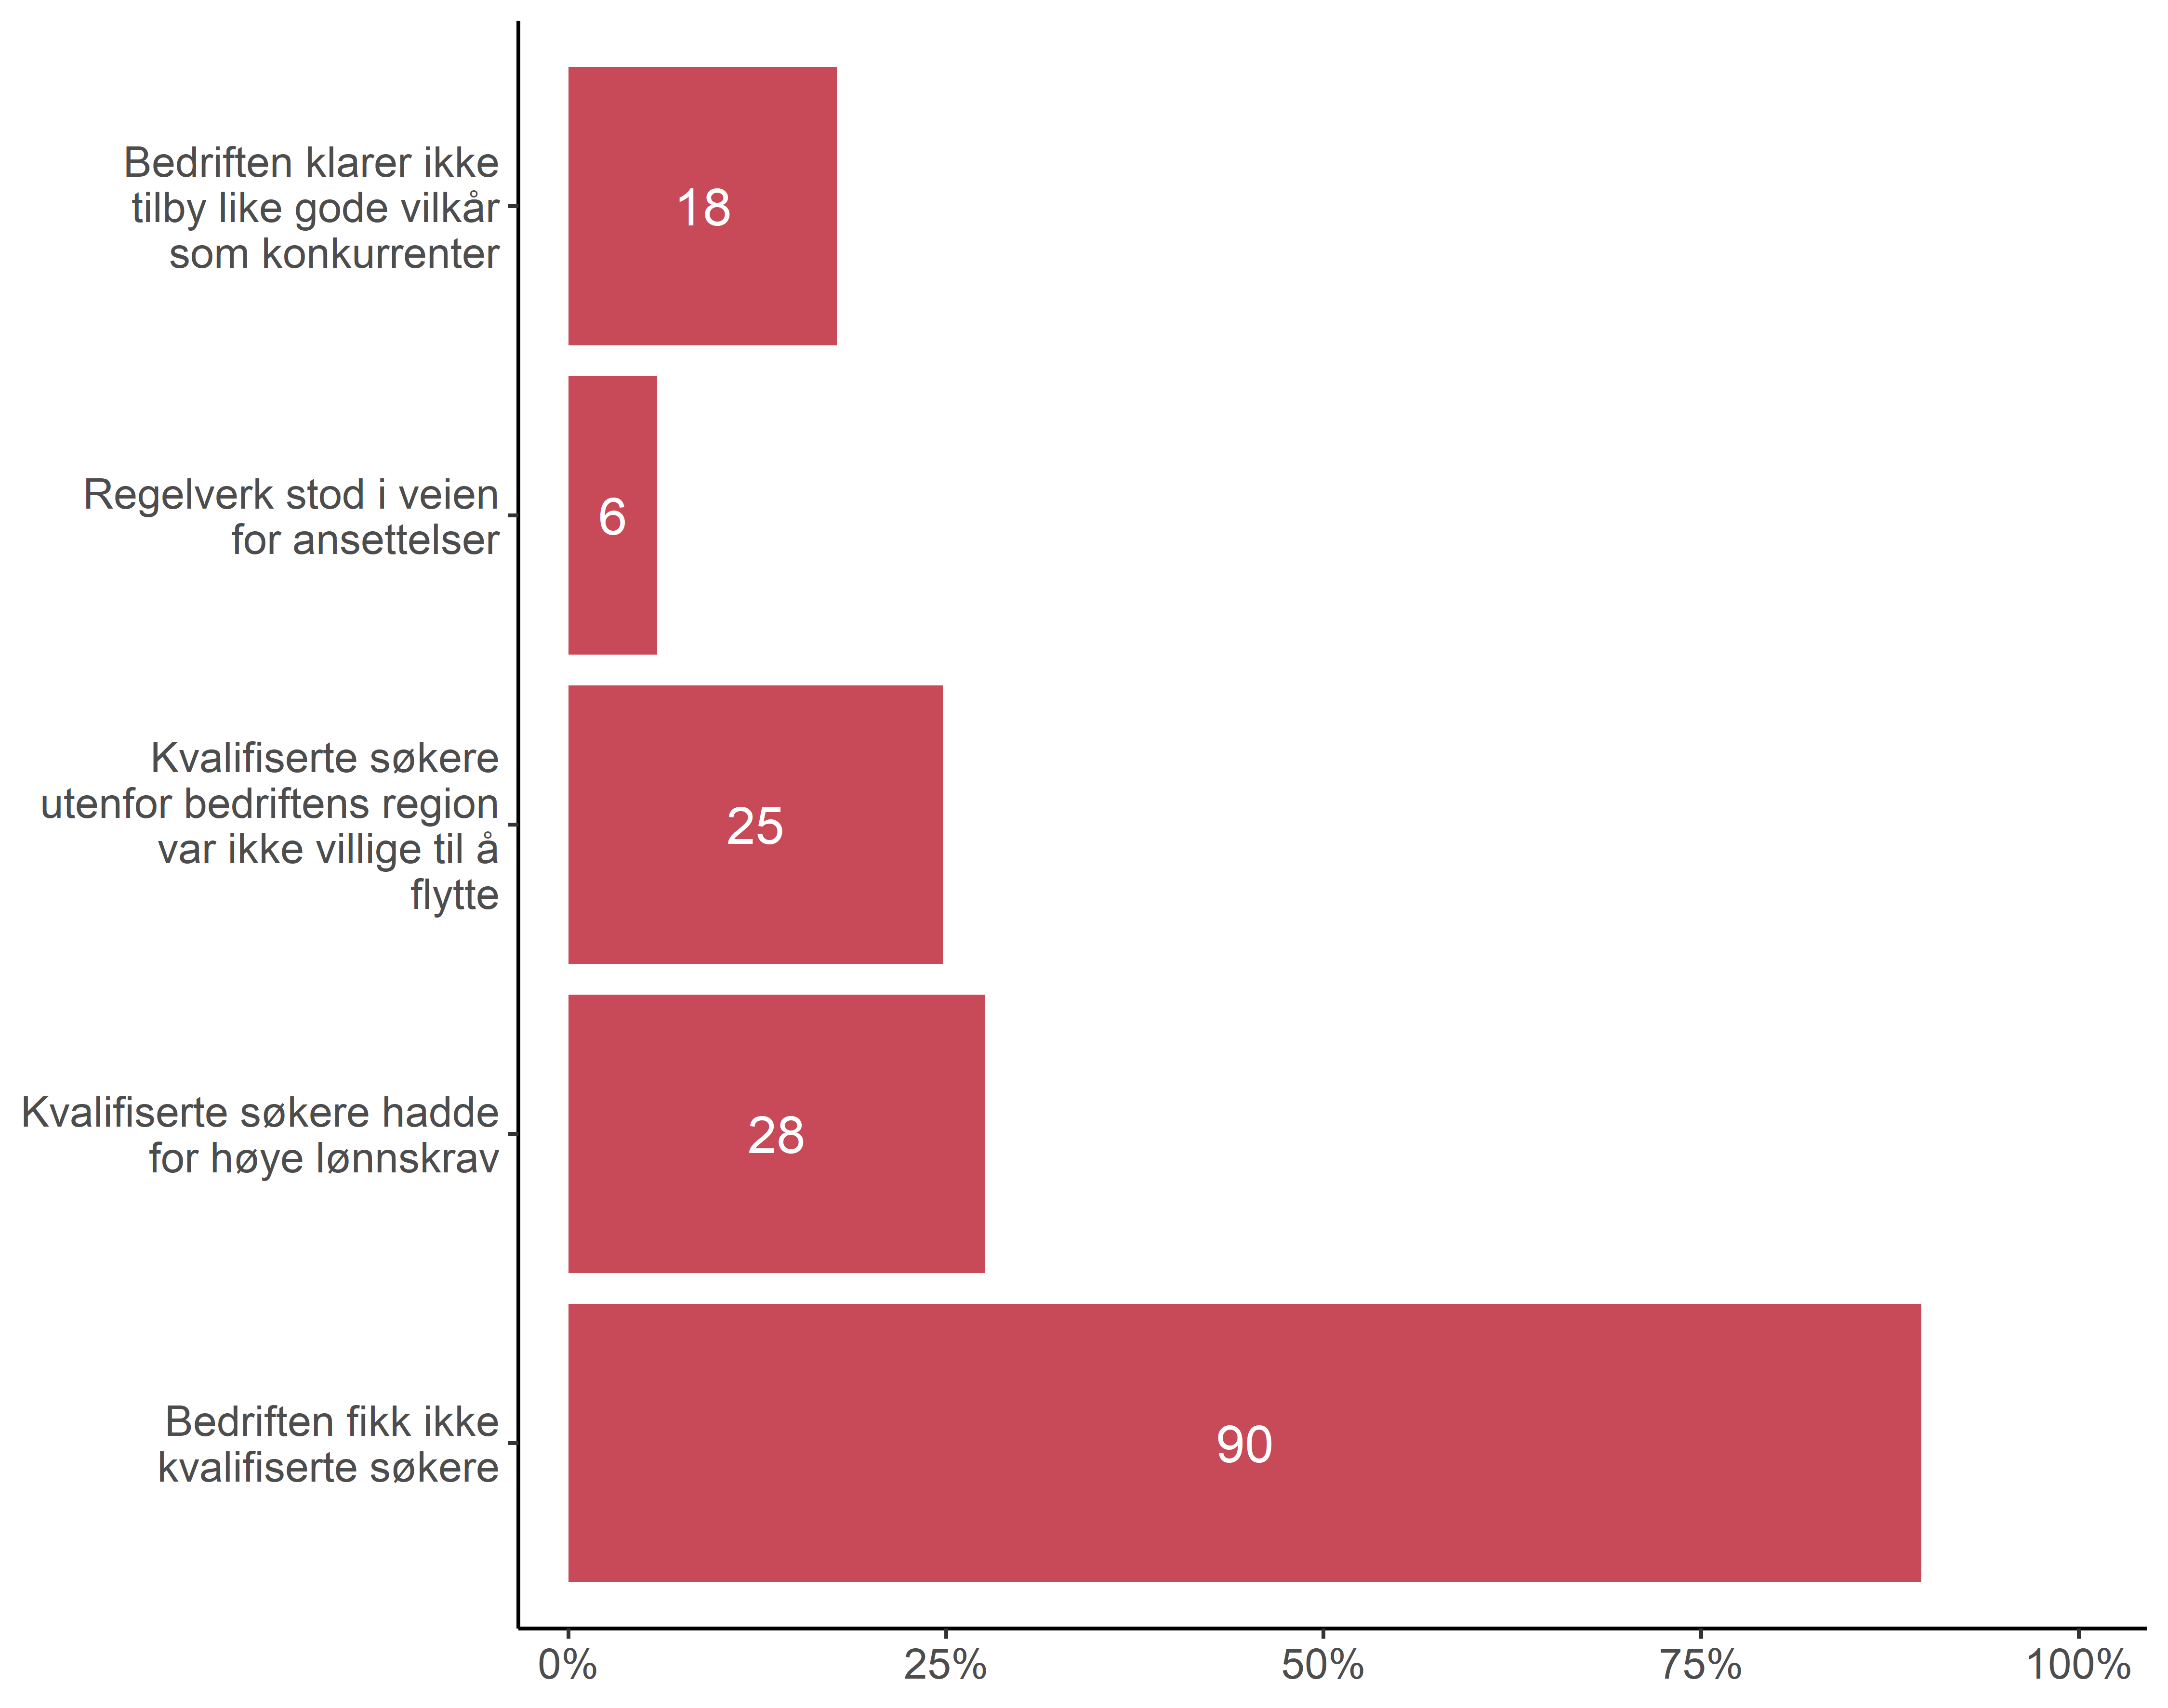 Bedriften klarer ikke
tilby like gode vilkår
som konkurrenter
18
Regelverk stod i veien
for ansettelser
6
Kvalifiserte søkere
utenfor bedriftens region
var ikke villige til å
flytte
25
Kvalifiserte søkere hadde
for høye lønnskrav
28
Bedriften fikk ikke
kvalifiserte søkere
90
0% 25% 50% 75% 100%